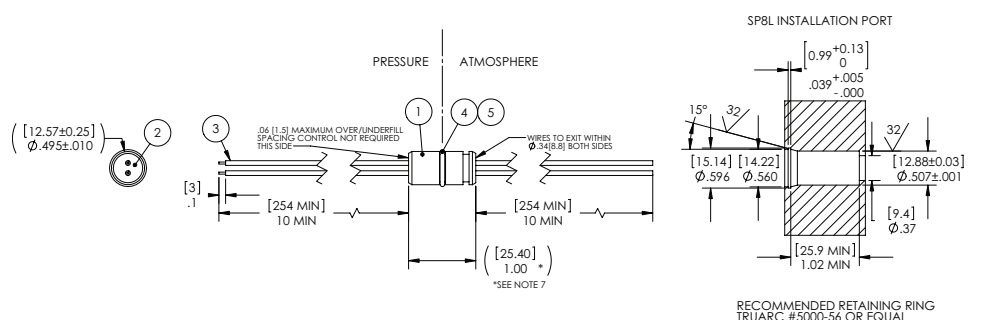 SP8L INSTALLATION PORT
[0.99 +0.13 0]
.039 +.005 -.000
PRESSURE
ATMOSPHERE
1
4
5
3
2
([12.57±0.25]
Ø.495±.010)
.06 [1.5] MAXIMUM OVER/UNDERFILL
SPACING CONTROL NOT REQUIRED
THIS SIDE
WIRES TO EXIT WITHIN
Ø.34[8.8] BOTH SIDES
15°
32
32
[15.14]
Ø.596
[14.22]
Ø.560
[12.88±0.03]
Ø.507±.001
[3]
.1
[254 MIN]
10 MIN
[254 MIN]
10 MIN
[9.4]
Ø.37
([25.40]
1.00 *)
*SEE NOTE 7
[25.9 MIN]
1.02 MIN
RECOMMENDED RETAINING RING
TRUARC #5000-56 OR EQUAL